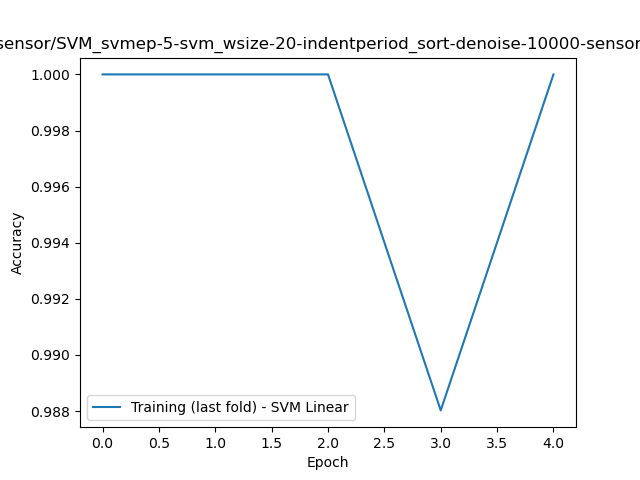 sensor/SVM_svmep-5-svm_wsize-20-indentperiod_sort-denoise-10000-sensor
1.000
0.998
0.996
0.994
0.992
0.990
0.988
Accuracy
Training (last fold) - SVM Linear
0.0 0.5 1.0 1.5 2.0 2.5 3.0 3.5 4.0
Epoch